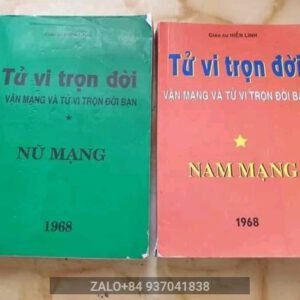 Tử vi trọn đời
VẬN MẠNG VÀ TỬ VI TRỌN ĐỜI BẠN
NỮ MẠNG
1968
Giáo sư HIỀN LINH
Tử vi trọn đời
VẬN MẠNG VÀ TỬ VI TRỌN ĐỜI BẠ
NAM MẠNG
1968
ZALO+84 937041838